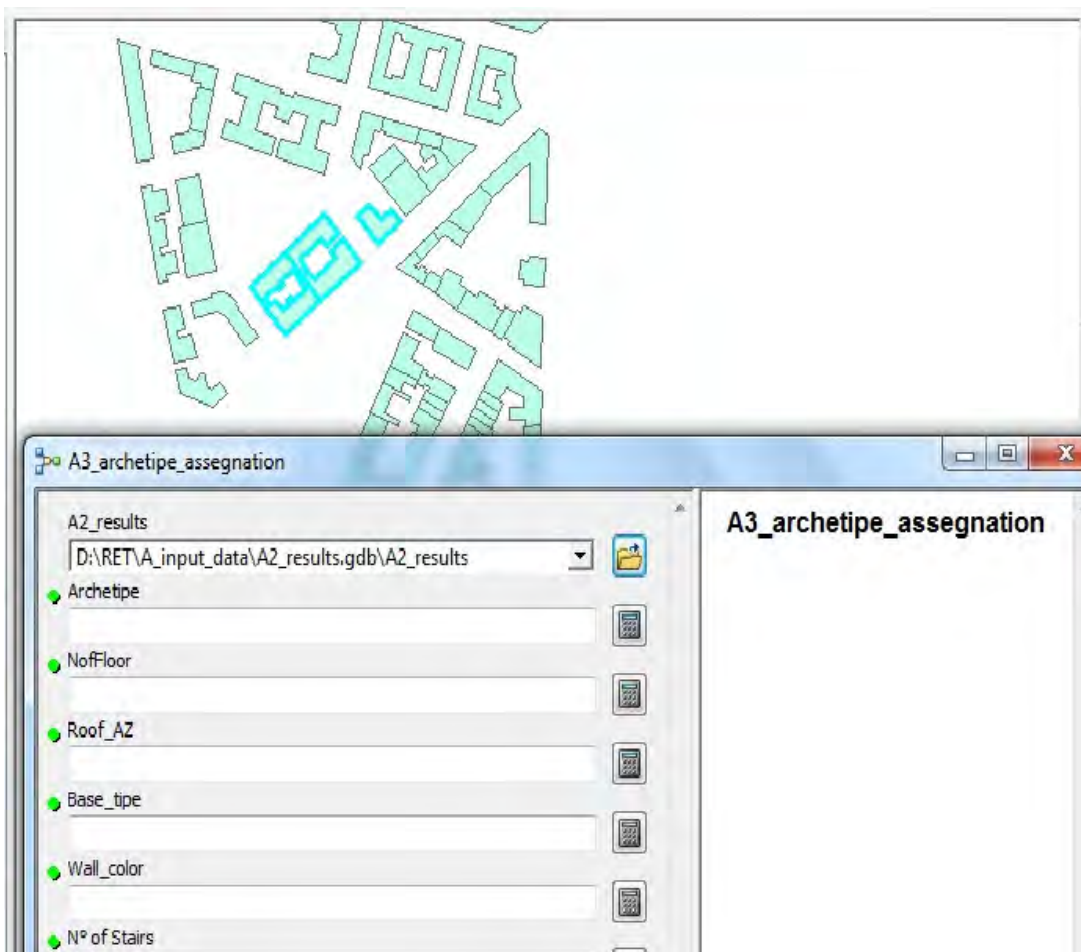 A3_archetipe_assegnation
A2_results
D:\RET\A_input_data\A2_results.gdb\A2_results
Archetipe
NofFloor
Roof_AZ
Base_tipe
Wall_color
Nº of Stairs
A3_archetipe_assegnation